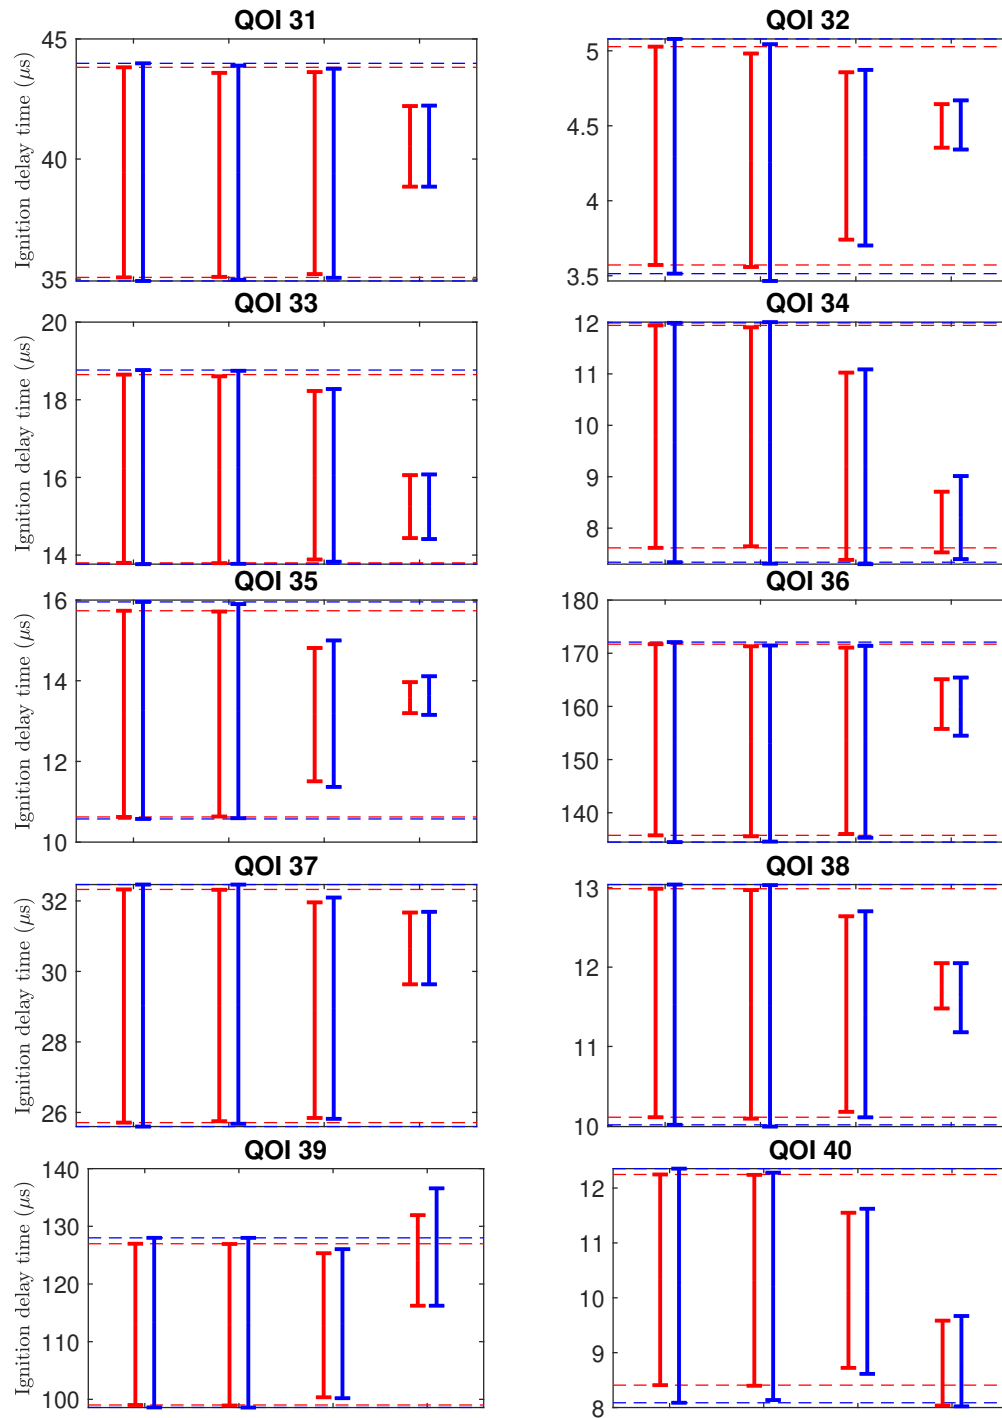 QOI 31
QOI 32
Ignition delay time (μs)
45
40
35
5
4.5
4
3.5
QOI 33
QOI 34
Ignition delay time (μs)
20
18
16
14
12
11
10
9
8
QOI 35
QOI 36
Ignition delay time (μs)
16
14
12
10
180
170
160
150
140
QOI 37
QOI 38
Ignition delay time (μs)
32
30
28
26
13
12
11
10
QOI 39
QOI 40
Ignition delay time (μs)
140
130
120
110
100
12
11
10
9
8